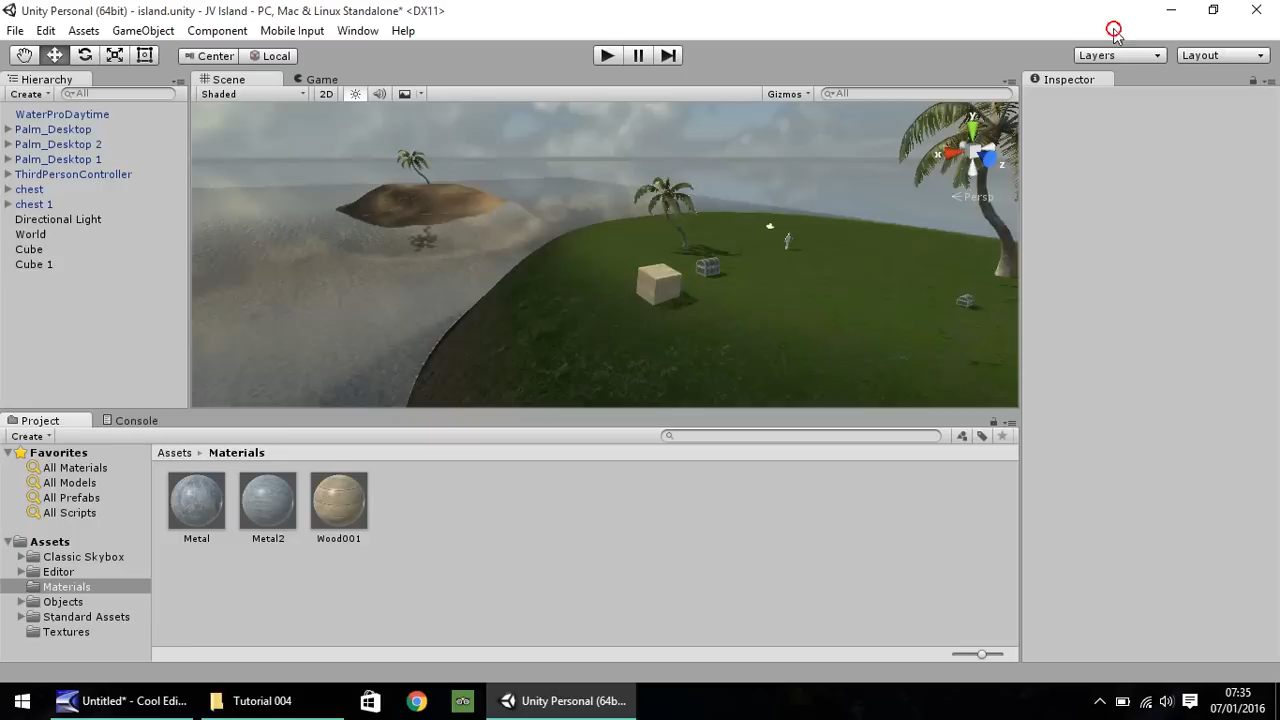 Unity Personal (64bit) - island.unity - JV Island - PC, Mac & Linux Standalone* <DX11>
File Edit Assets GameObject Component Mobile Input Window Help
Center Local Layers Layout
Hierarchy Scene Game Inspector
Create All Shaded 2D Gizmos All
WaterProDaytime
Palm_Desktop
Palm_Desktop 2
Palm_Desktop 1
ThirdPersonController
chest
chest 1
Directional Light
World
Cube
Cube 1
y
x
z
Persp
Project Console
Create
Favorites
All Materials
All Models
All Prefabs
All Scripts
Assets
Classic Skybox
Editor
Materials
Objects
Standard Assets
Textures
Assets Materials
Metal Metal2 Wood001
Untitled* - Cool Edi... Tutorial 004 Unity Personal (64b...
07:35
07/01/2016